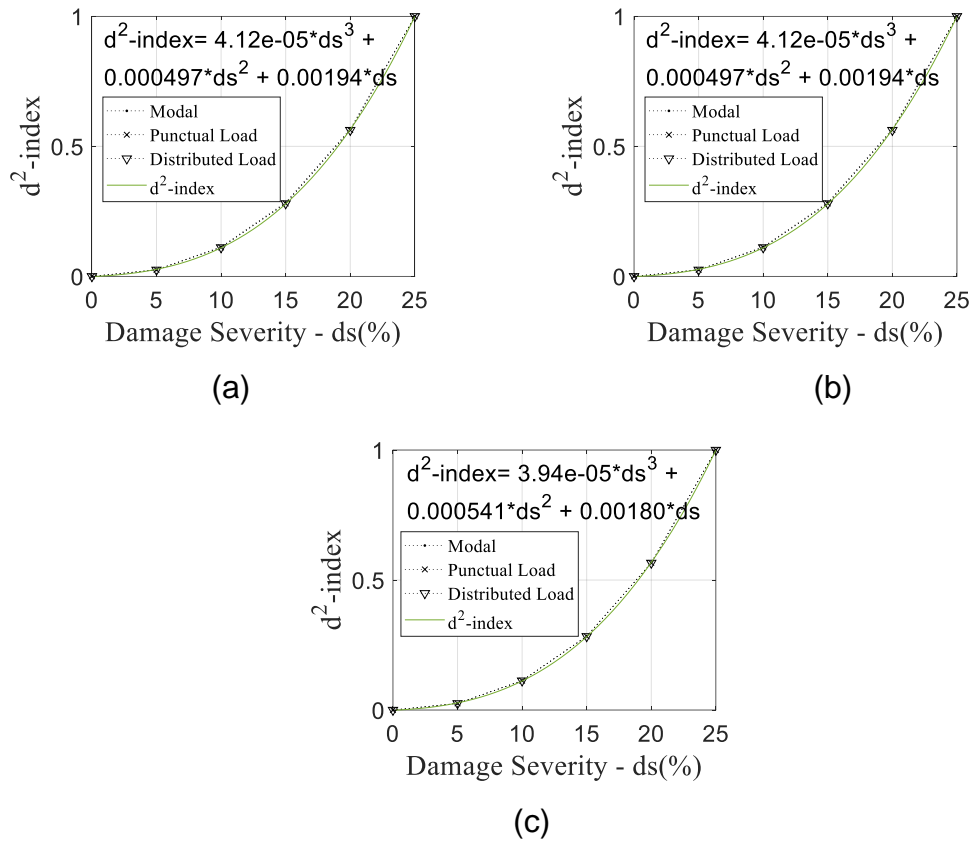 d²-index= 4.12e-05*ds³ +
0.000497*ds² + 0.00194*ds
Modal
Punctual Load
Distributed Load
d²-index
1
0.5
0
d²-index
0 5 10 15 20 25
Damage Severity - ds(%)
(a)
d²-index= 4.12e-05*ds³ +
0.000497*ds² + 0.00194*ds
Modal
Punctual Load
Distributed Load
d²-index
1
0.5
0
d²-index
0 5 10 15 20 25
Damage Severity - ds(%)
(b)
d²-index= 3.94e-05*ds³ +
0.000541*ds² + 0.00180*ds
Modal
Punctual Load
Distributed Load
d²-index
1
0.5
0
d²-index
0 5 10 15 20 25
Damage Severity - ds(%)
(c)